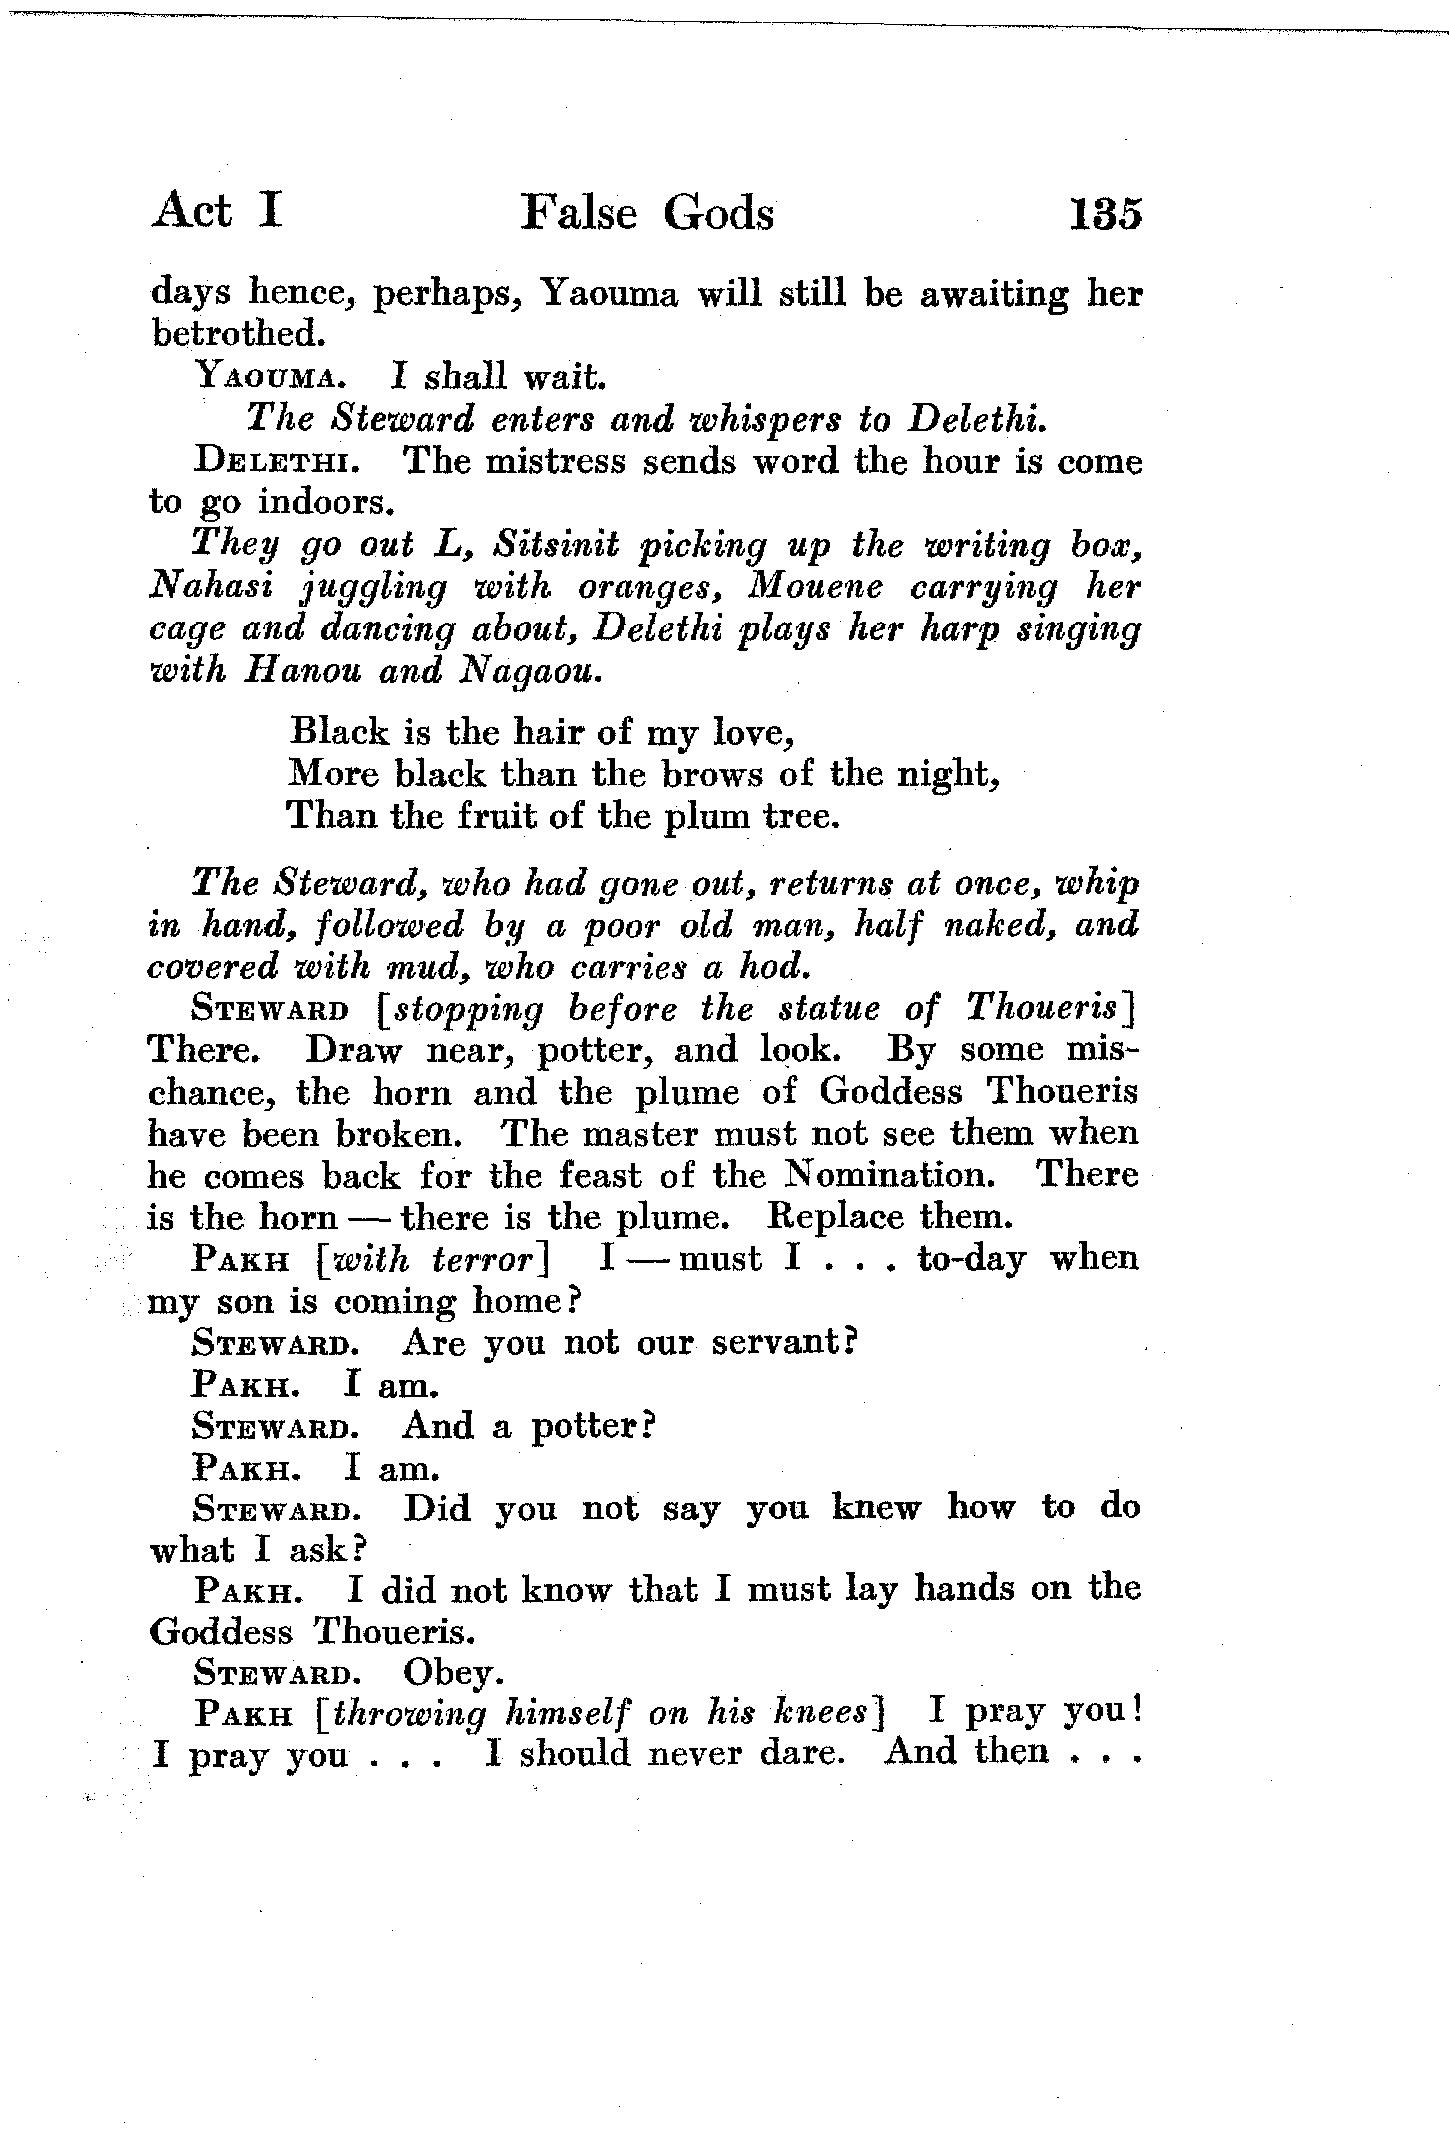 Act I False Gods 135
days hence, perhaps, Yaouma will still be awaiting her
betrothed.
YAOUMA. I shall wait.
The Steward enters and whispers to Delethi.
DELETHI. The mistress sends word the hour is come
to go indoors.
They go out L, Sitsinit picking up the writing box,
Nahasi juggling with oranges, Mouene carrying her
cage and dancing about, Delethi plays her harp singing
with Hanou and Nagaou.
Black is the hair of my love,
More black than the brows of the night,
Than the fruit of the plum tree.
The Steward, who had gone out, returns at once, whip
in hand, followed by a poor old man, half naked, and
covered with mud, who carries a hod.
STEWARD [stopping before the statue of Thoueris]
There. Draw near, potter, and look. By some mis-
chance, the horn and the plume of Goddess Thoueris
have been broken. The master must not see them when
he comes back for the feast of the Nomination. There
is the horn — there is the plume. Replace them.
PAKH [with terror] I — must I . . . to-day when
my son is coming home?
STEWARD. Are you not our servant?
PAKH. I am.
STEWARD. And a potter?
PAKH. I am.
STEWARD. Did you not say you knew how to do
what I ask?
PAKH. I did not know that I must lay hands on the
Goddess Thoueris.
STEWARD. Obey.
PAKH [throwing himself on his knees] I pray you!
I pray you . . . I should never dare. And then . . .